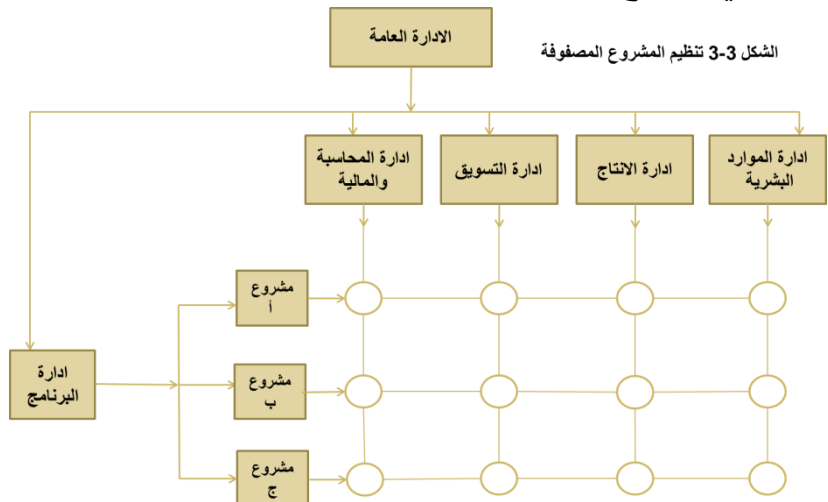 الادارة العامة
الشكل 3-3 تنظيم المشروع المصفوفة
ادارة الموارد
البشرية
ادارة الانتاج
ادارة التسويق
ادارة المحاسبة
والمالية
مشروع
أ
ادارة
البرنامج
مشروع
ب
مشروع
ج